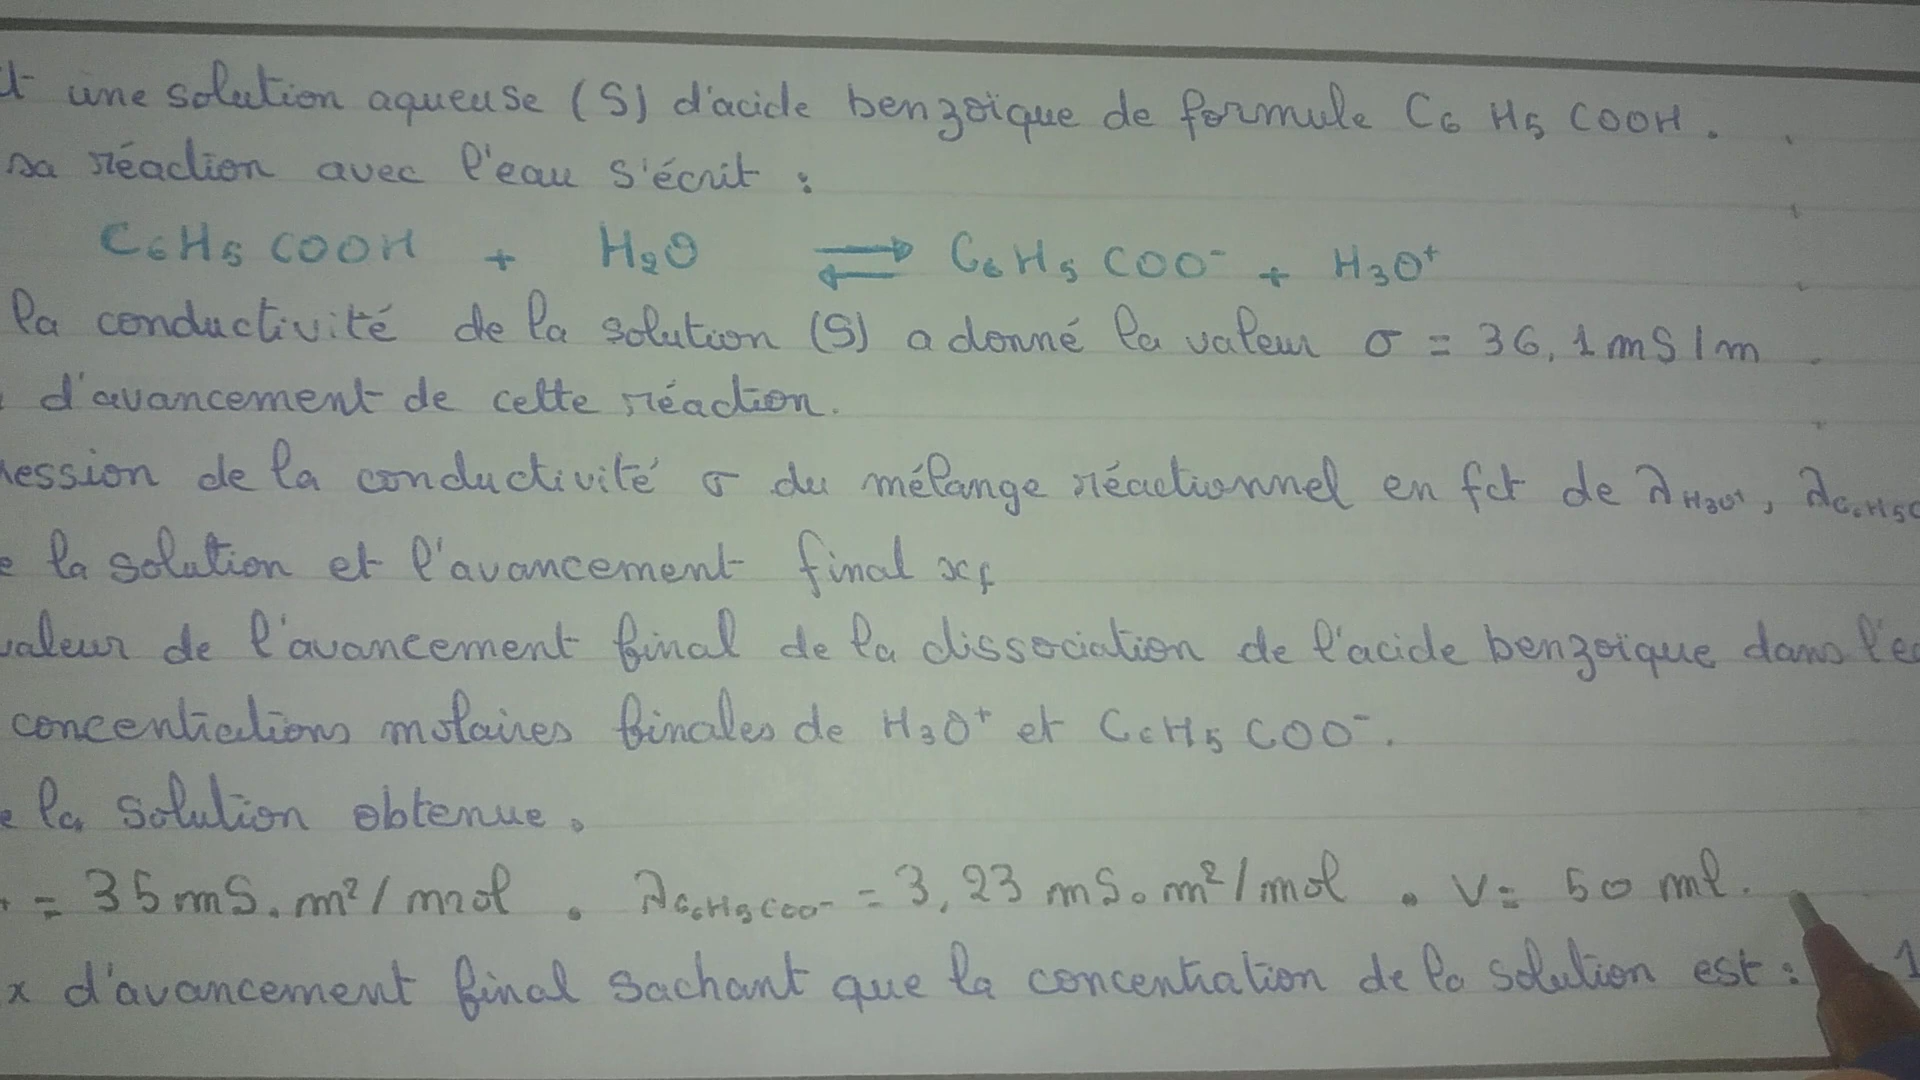 une solution aqueuse (S) d'acide benzoïque de formule C6 H5 COOH.
sa réaction avec l'eau s'écrit :
C6H5 COOH + H2O ⇌ C6H5 COO- + H3O+
la conductivité de la solution (S) a donné la valeur σ = 36,1 mS/m
d'avancement de cette réaction.
ession de la conductivité σ du mélange réactionnel en fct de λH3O+, λC6H5C
la solution et l'avancement final xf
valeur de l'avancement final de la dissociation de l'acide benzoïque dans l'e
concentrations molaires finales de H3O+ et C6H5 COO-.
la solution obtenue.
= 35 mS.m²/mol . λC6H5COO- = 3,23 mS.m²/mol . V= 50 ml.
x d'avancement final sachant que la concentration de la solution est :